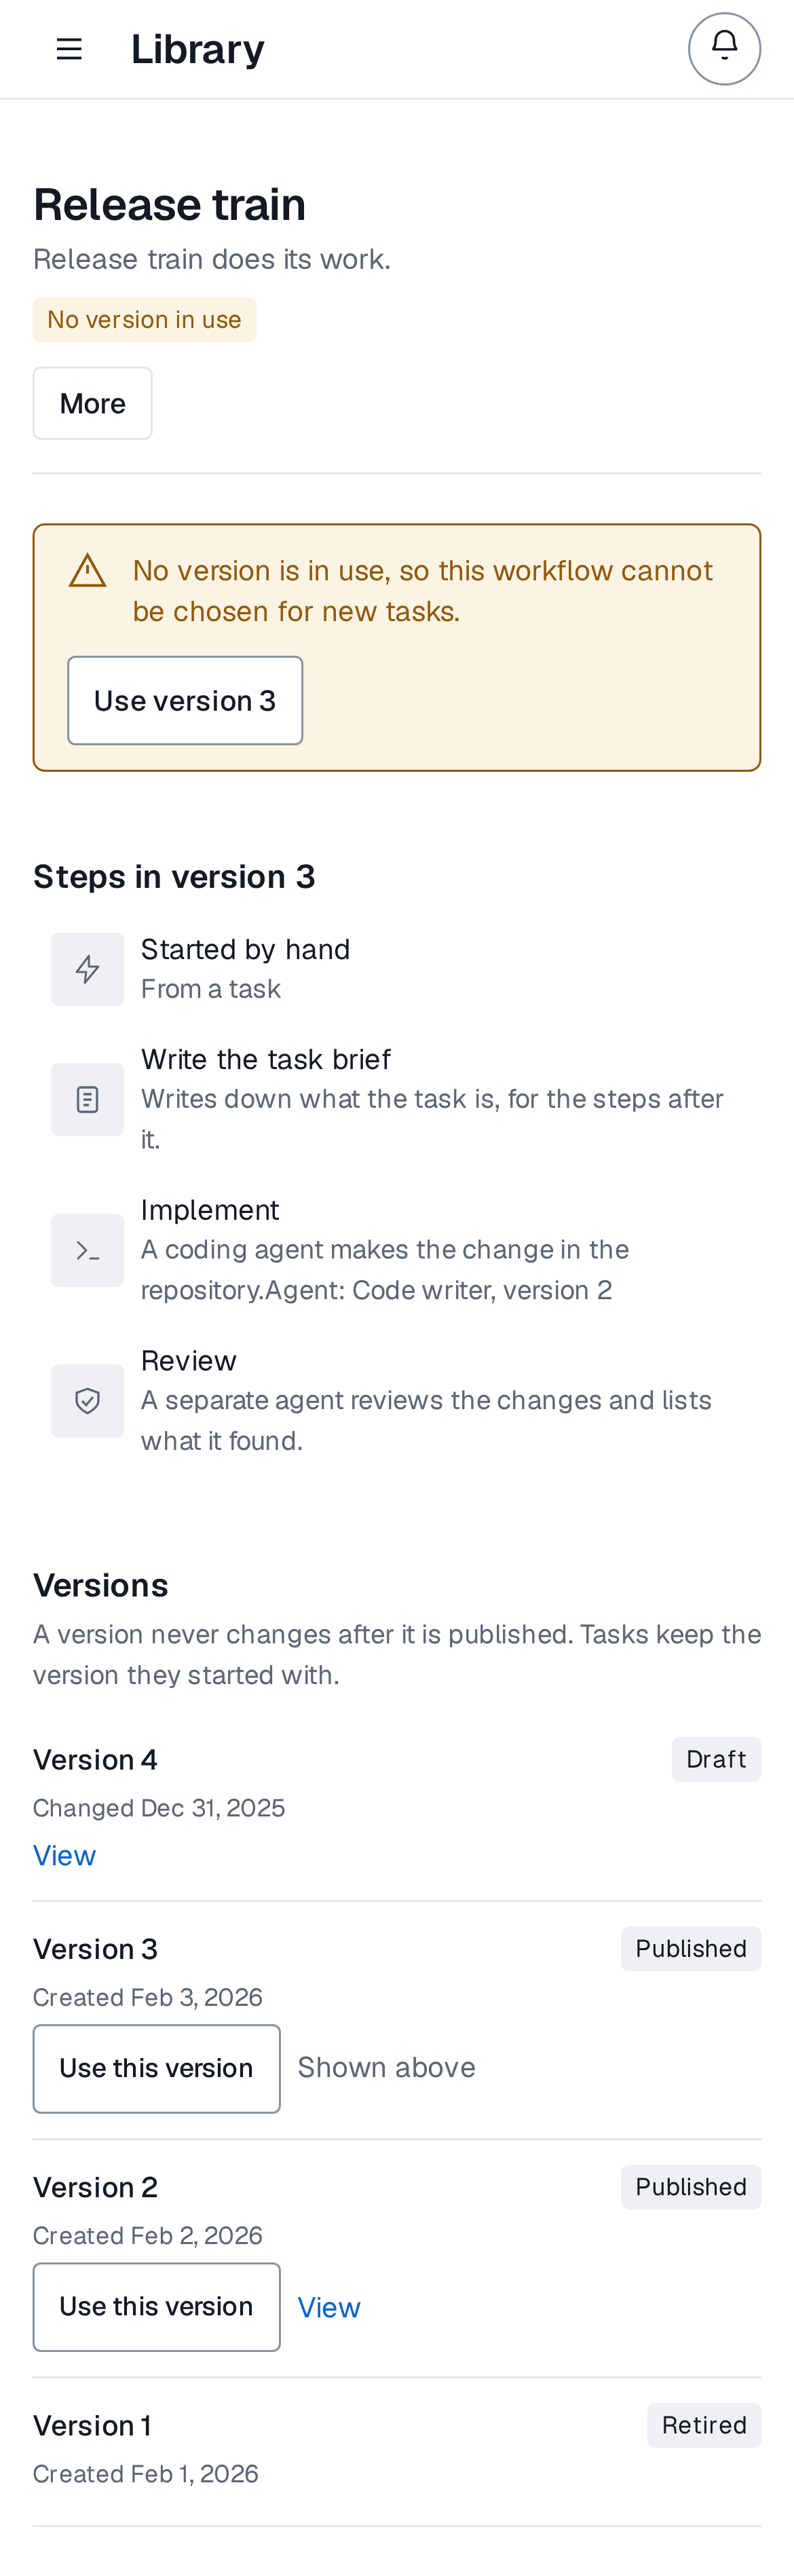 Library
Release train
Release train does its work.
No version in use
More
No version is in use, so this workflow cannot
be chosen for new tasks.
Use version 3
Steps in version 3
Started by hand
From a task
Write the task brief
Writes down what the task is, for the steps after
it.
Implement
A coding agent makes the change in the
repository.Agent: Code writer, version 2
Review
A separate agent reviews the changes and lists
what it found.
Versions
A version never changes after it is published. Tasks keep the
version they started with.
Version 4
Draft
Changed Dec 31, 2025
View
Version 3
Published
Created Feb 3, 2026
Use this version
Shown above
Version 2
Published
Created Feb 2, 2026
Use this version
View
Version 1
Retired
Created Feb 1, 2026